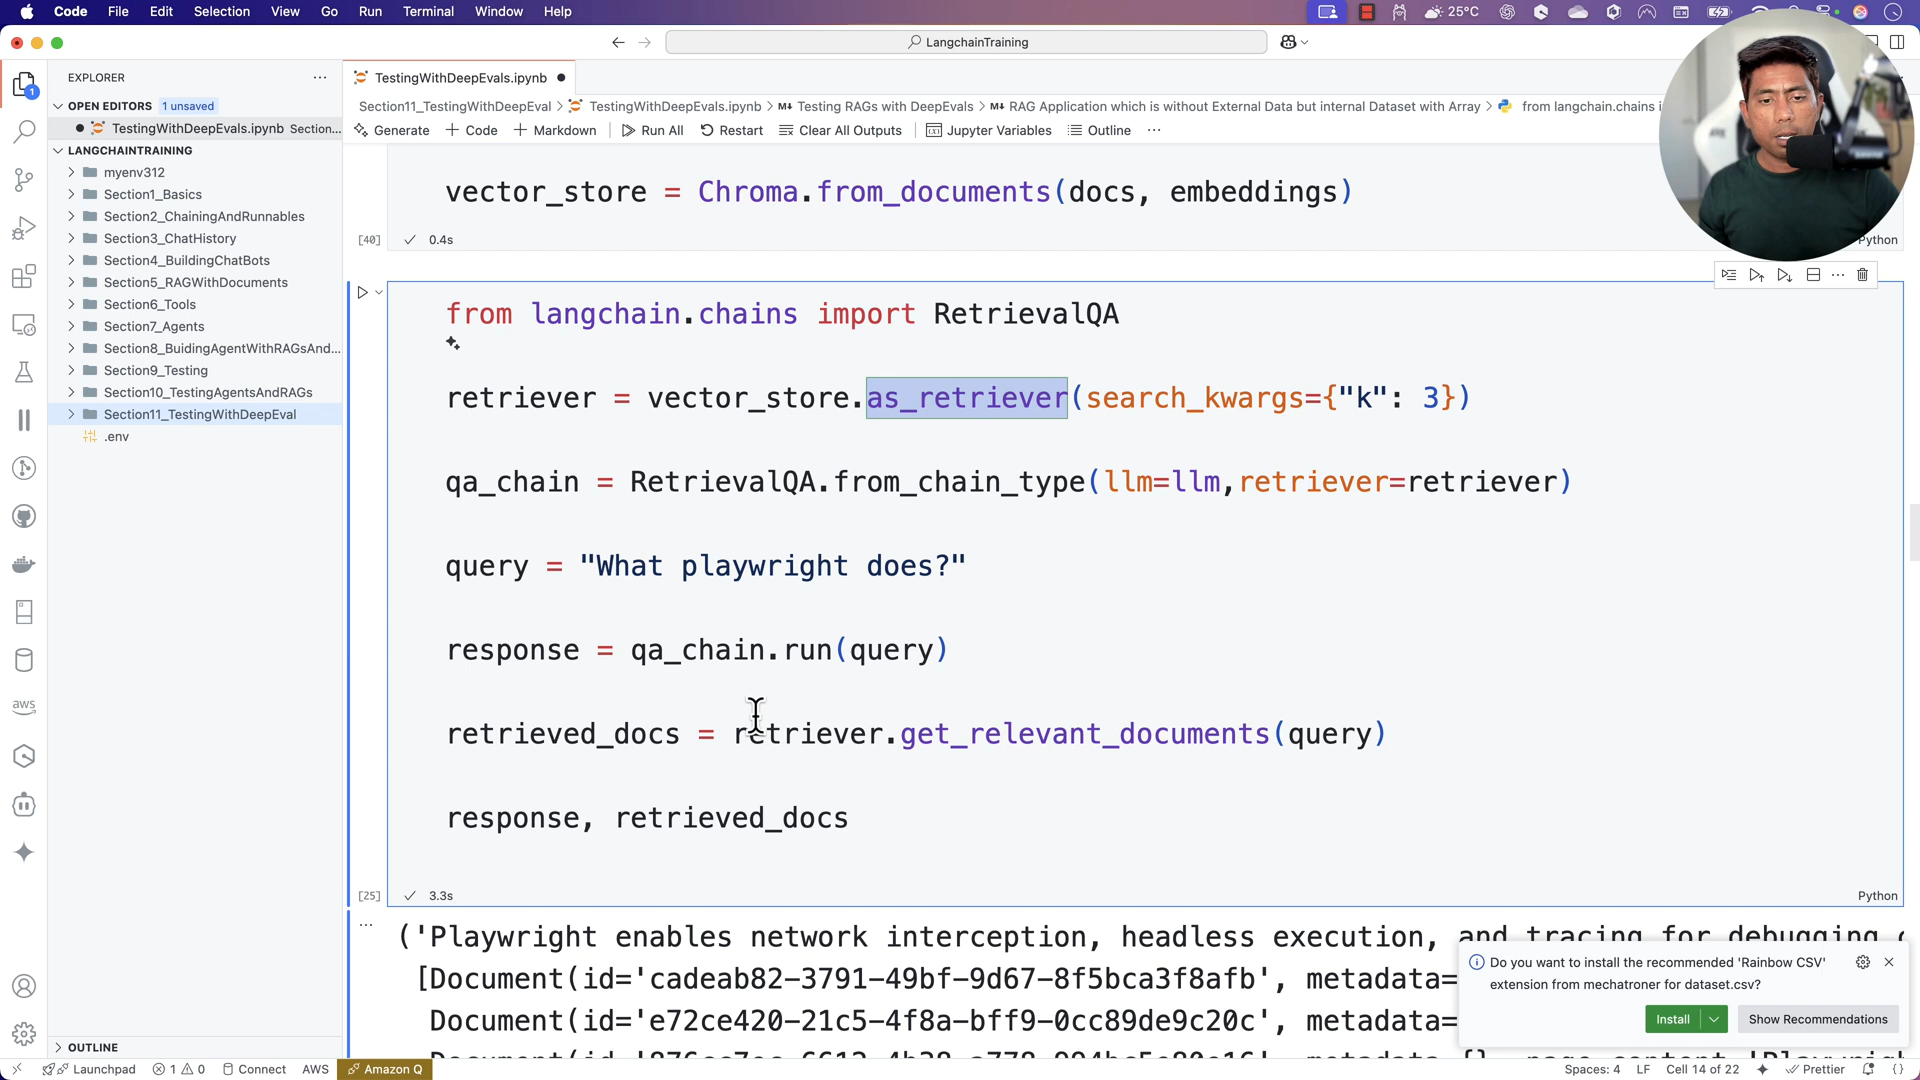 Code File Edit Selection View Go Run Terminal Window Help
25°C
LangchainTraining
EXPLORER
TestingWithDeepEvals.ipynb
OPEN EDITORS 1 unsaved
Section11_TestingWithDeepEval > TestingWithDeepEvals.ipynb > Testing RAGs with DeepEvals > RAG Application which is without External Data but internal Dataset with Array > from langchain.chains i
TestingWithDeepEvals.ipynb Section...
Generate + Code + Markdown Run All Restart Clear All Outputs Jupyter Variables Outline ...
LANGCHAINTRAINING
myenv312
Section1_Basics
Section2_ChainingAndRunnables
Section3_ChatHistory
Section4_BuildingChatBots
Section5_RAGWithDocuments
Section6_Tools
Section7_Agents
Section8_BuidingAgentWithRAGsAnd...
Section9_Testing
Section10_TestingAgentsAndRAGs
Section11_TestingWithDeepEval
.env
vector_store = Chroma.from_documents(docs, embeddings)
[40] 0.4s Python
from langchain.chains import RetrievalQA
retriever = vector_store.as_retriever(search_kwargs={"k": 3})
qa_chain = RetrievalQA.from_chain_type(llm=llm,retriever=retriever)
query = "What playwright does?"
response = qa_chain.run(query)
retrieved_docs = retriever.get_relevant_documents(query)
response, retrieved_docs
[25] 3.3s Python
('Playwright enables network interception, headless execution, and tracing for debugging
[Document(id='cadeab82-3791-49bf-9d67-8f5bca3f8afb', metadata=
Document(id='e72ce420-21c5-4f8a-bff9-0cc89de9c20c', metadata=
Do you want to install the recommended 'Rainbow CSV'
extension from mechatroner for dataset.csv?
Install Show Recommendations
OUTLINE
Launchpad 1 0 Connect AWS Amazon Q Spaces: 4 LF Cell 14 of 22 Prettier